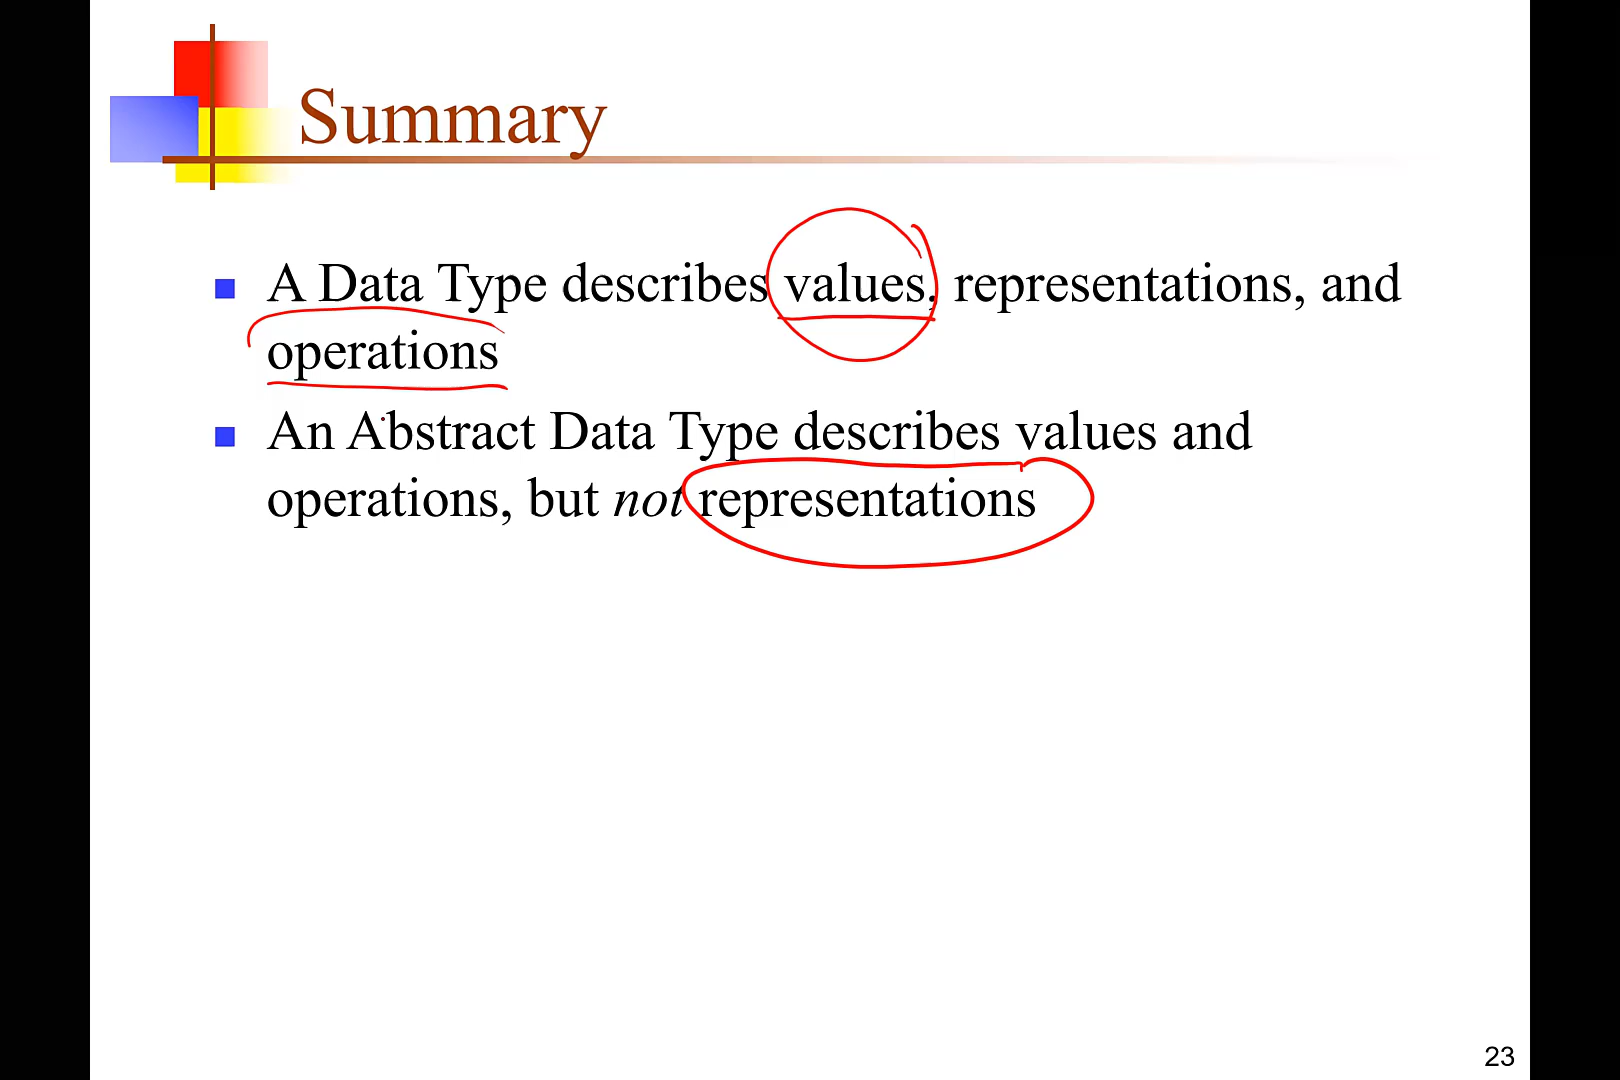 Summary
A Data Type describes values, representations, and
operations
An Abstract Data Type describes values and
operations, but not representations
23